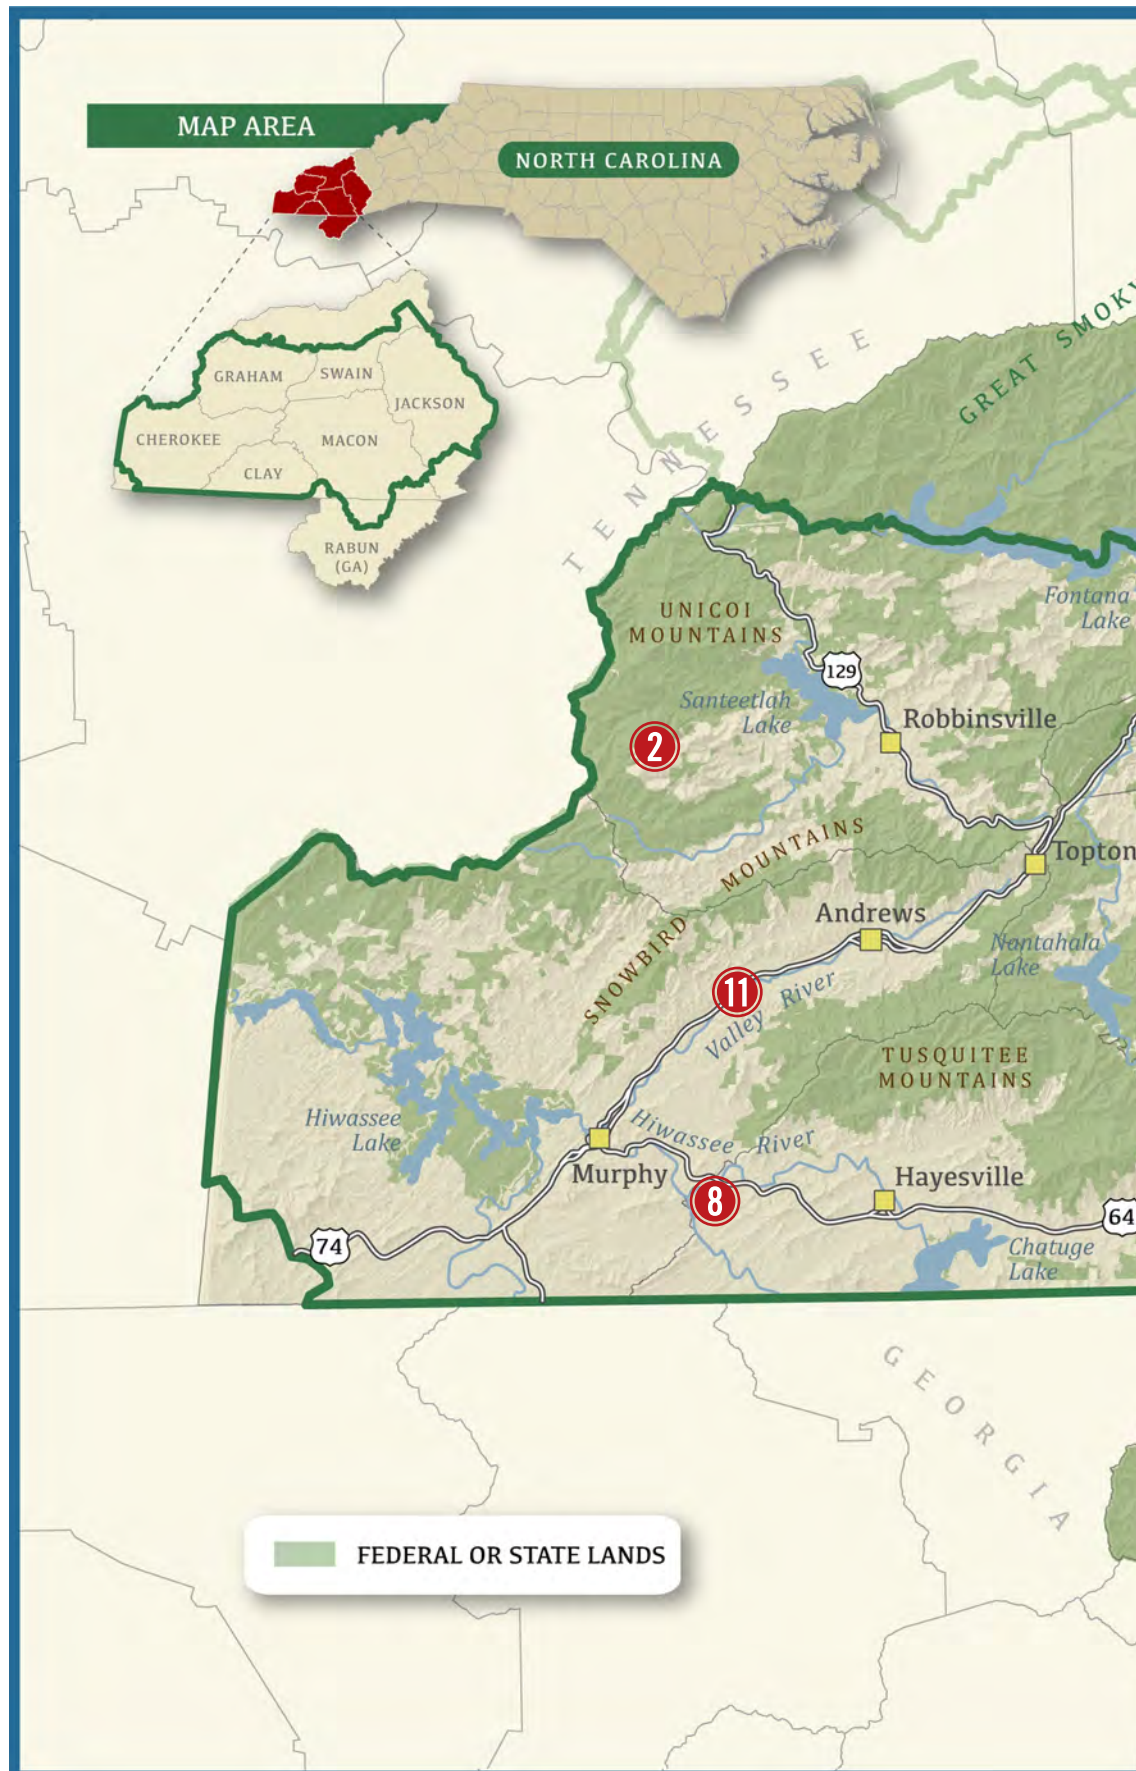 MAP AREA
NORTH CAROLINA
GRAHAM
SWAIN
JACKSON
CHEROKEE
MACON
CLAY
RABUN
(GA)
TENNESSEE
GREAT SMOKY
UNICOI
MOUNTAINS
Fontana
Lake
129
Santeetlah
Lake
Robbinsville
2
SNOWBIRD MOUNTAINS
Topton
Andrews
Nantahala
Lake
11
Valley River
TUSQUITEE
MOUNTAINS
Hiwassee
Lake
Hiwassee River
Murphy
Hayesville
8
64
74
Chatuge
Lake
GEORGIA
FEDERAL OR STATE LANDS